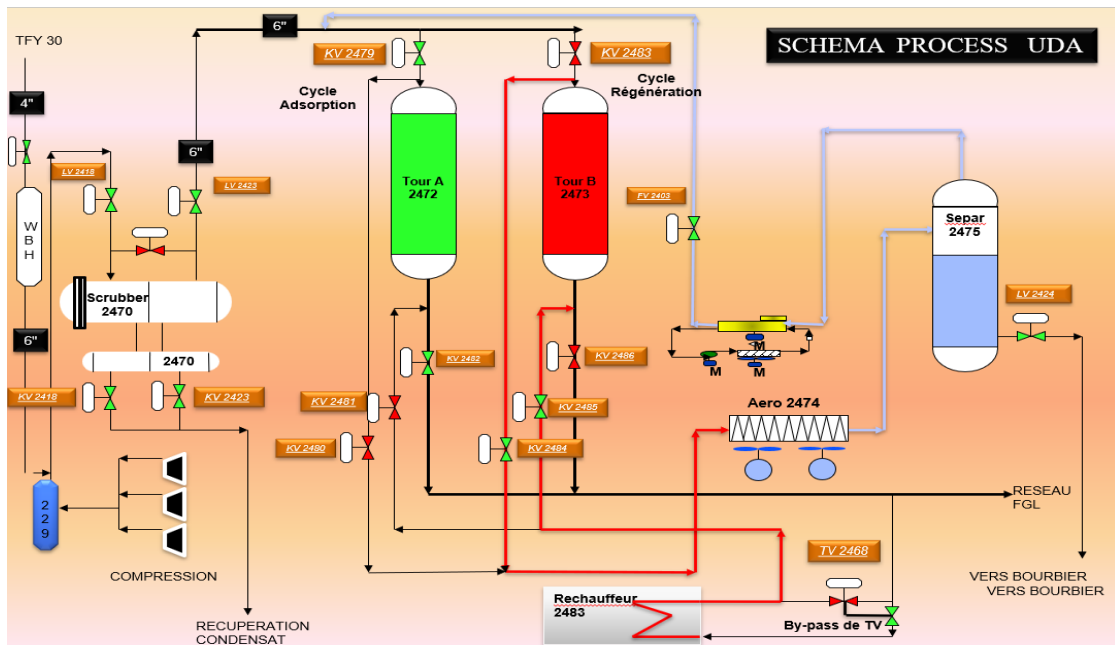 SCHEMA PROCESS UDA
TFY 30
6"
KV 2479
KV 2483
Cycle
Adsorption
Cycle
Régénération
4"
6"
LV 2418
LV 2423
W
B
H
Tour A
2472
Tour B
2473
FV 2403
Separ
2475
Scrubber
2470
LV 2424
6"
2470
KV 2482
KV 2486
M
M
M
KV 2418
KV 2423
KV 2481
KV 2485
Aero 2474
KV 2480
KV 2484
2
2
9
RESEAU
FGL
COMPRESSION
TV 2468
VERS BOURBIER
VERS BOURBIER
Rechauffeur
2483
By-pass de TV
RECUPERATION
CONDENSAT